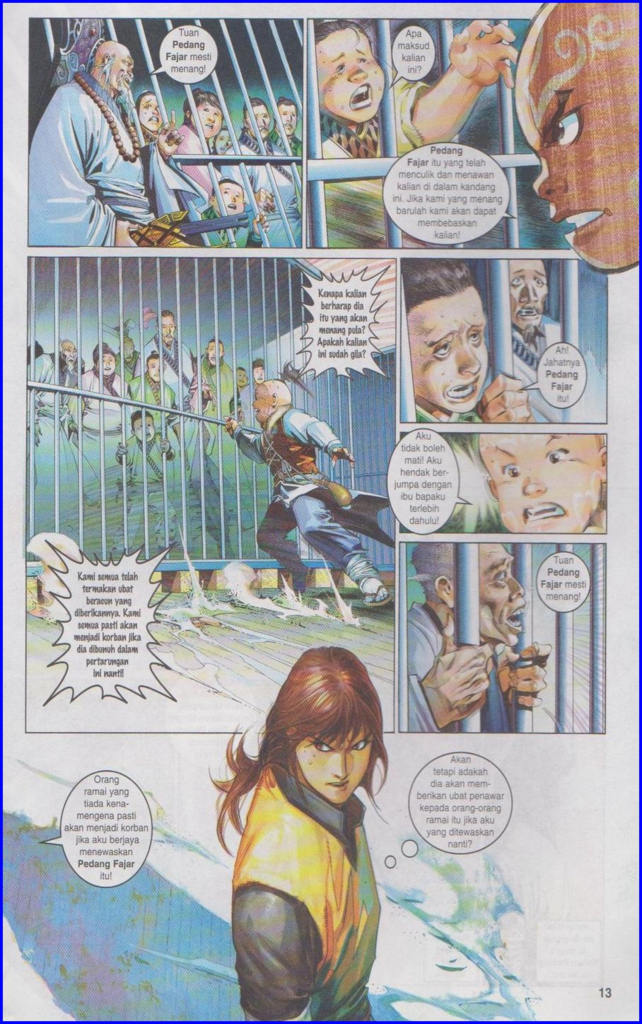 Tuan
Pedang
Fajar mesti
menang!
Apa
maksud
kalian
ini?
Pedang
Fajar itu yang telah
menculik dan menawan
kalian di dalam kandang
ini. Jika kami yang menang
barulah kami akan dapat
membebaskan
kalian!
Kenapa kalian
berharap dia
itu yang akan
menang pula?
Apakah kalian
ini sudah gila?
Ah!
Jahatnya
Pedang
Fajar
itu!
Aku
tidak boleh
mati! Aku
hendak ber-
jumpa dengan
ibu bapaku
terlebih
dahulu!
Kami semua telah
termakan ubat
beracun yang
diberikannya. Kami
semua pasti akan
menjadi korban jika
dia dibunuh dalam
pertarungan
ini nanti!
Tuan
Pedang
Fajar mesti
menang!
Orang
ramai yang
tiada kena-
mengena pasti
akan menjadi korban
jika aku berjaya
menewaskan
Pedang Fajar
itu!
Akan
tetapi adakah
dia akan mem-
berikan ubat penawar
kepada orang-orang
ramai itu jika aku
yang ditewaskan
nanti?
13